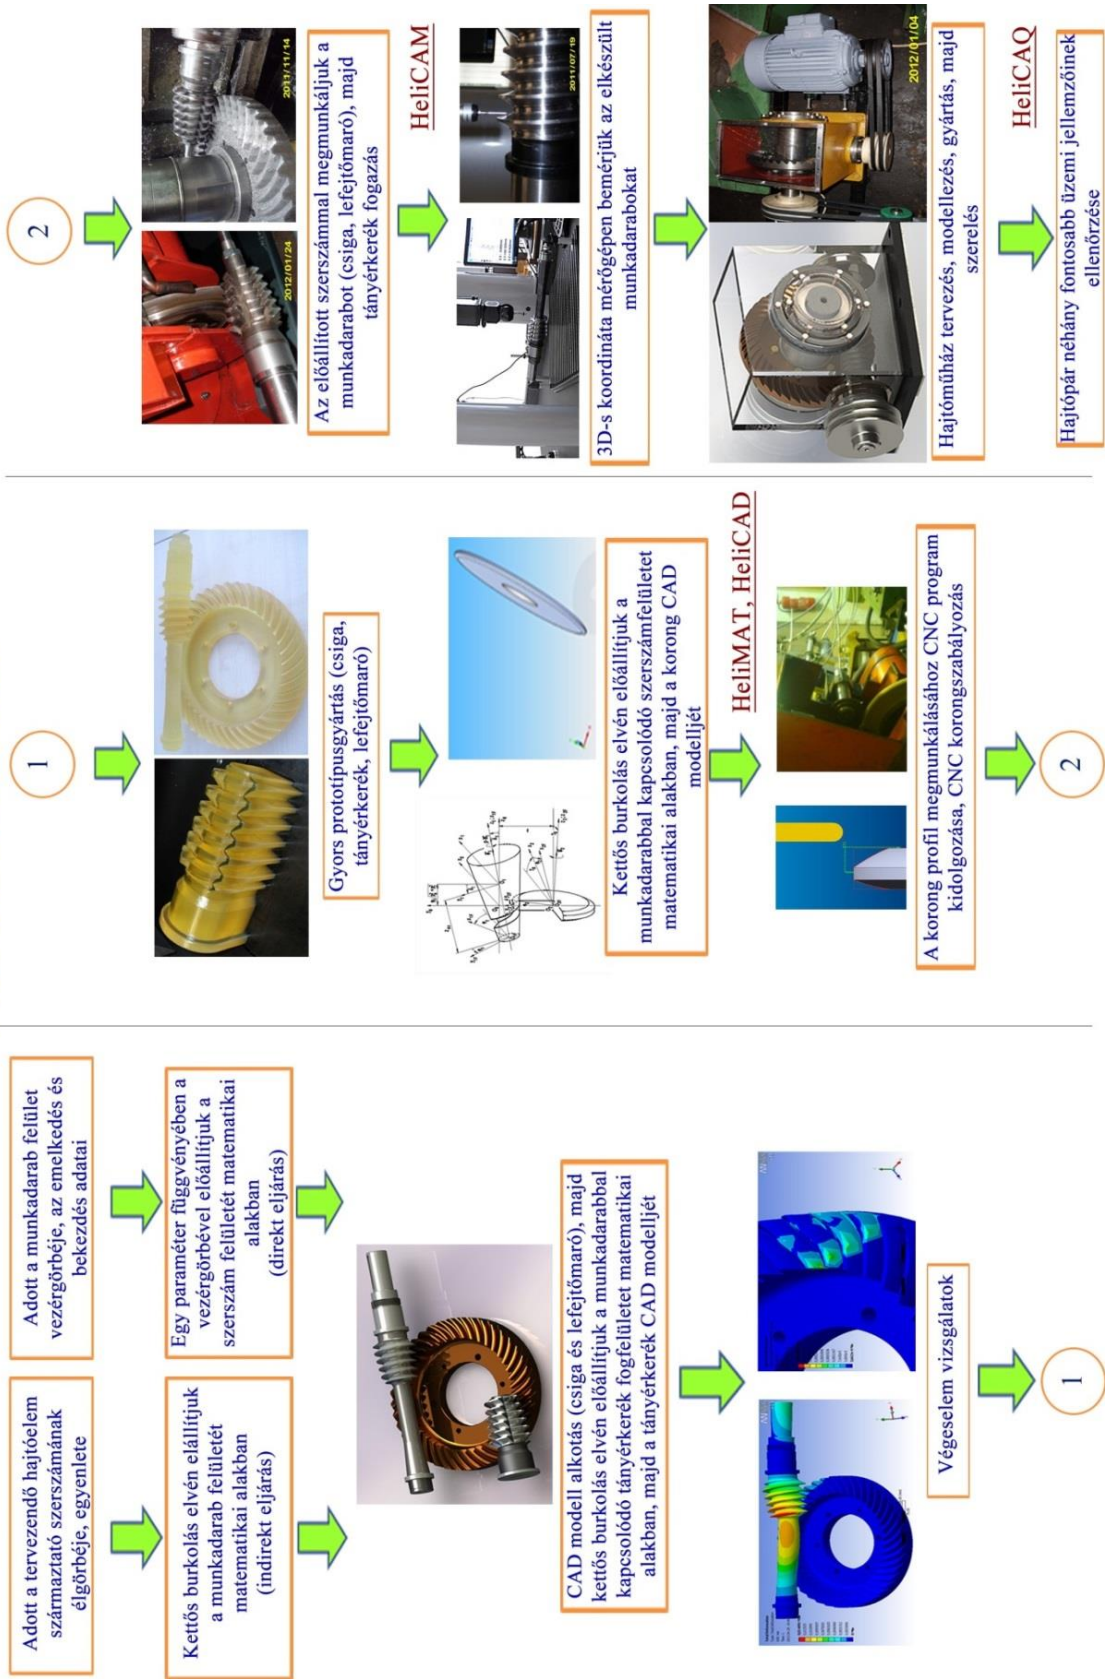 Adott a tervezendő hajtóelem
származtató szerszámának
élgörbéje, egyenlete
Adott a munkadarab felület
vezérgörbéje, az emelkedés és
bekezdés adatai
Kettős burkolás elvén elállítjuk
a munkadarab felületét
matematikai alakban
(indirekt eljárás)
Egy paraméter függvényében a
vezérgörbével előállítjuk a
szerszám felületét matematikai
alakban
(direkt eljárás)
CAD modell alkotás (csiga és lefejtőmaró), majd
kettős burkolás elvén előállítjuk a munkadarabbal
kapcsolódó tányérkerék fogfelületet matematikai
alakban, majd a tányérkerék CAD modelljét
Végeselem vizsgálatok
1
1
Gyors prototípusgyártás (csiga,
tányérkerék, lefejtőmaró)
Kettős burkolás elvén előállítjuk a
munkadarabbal kapcsolódó szerszámfelületet
matematikai alakban, majd a korong CAD
modelljét
HeliMAT, HeliCAD
A korong profil megmunkálásához CNC program
kidolgozása, CNC korongszabályozás
2
2
2012/01/24
2011/11/14
Az előállított szerszámmal megmunkáljuk a
munkadarabot (csiga, lefejtőmaró), majd
tányérkerék fogazás
HeliCAM
2011/07/19
3D-s koordináta mérőgépen bemérjük az elkészült
munkadarabokat
2012/01/04
Hajtóműház tervezés, modellezés, gyártás, majd
szerelés
HeliCAQ
Hajtópár néhány fontosabb üzemi jellemzőinek
ellenőrzése